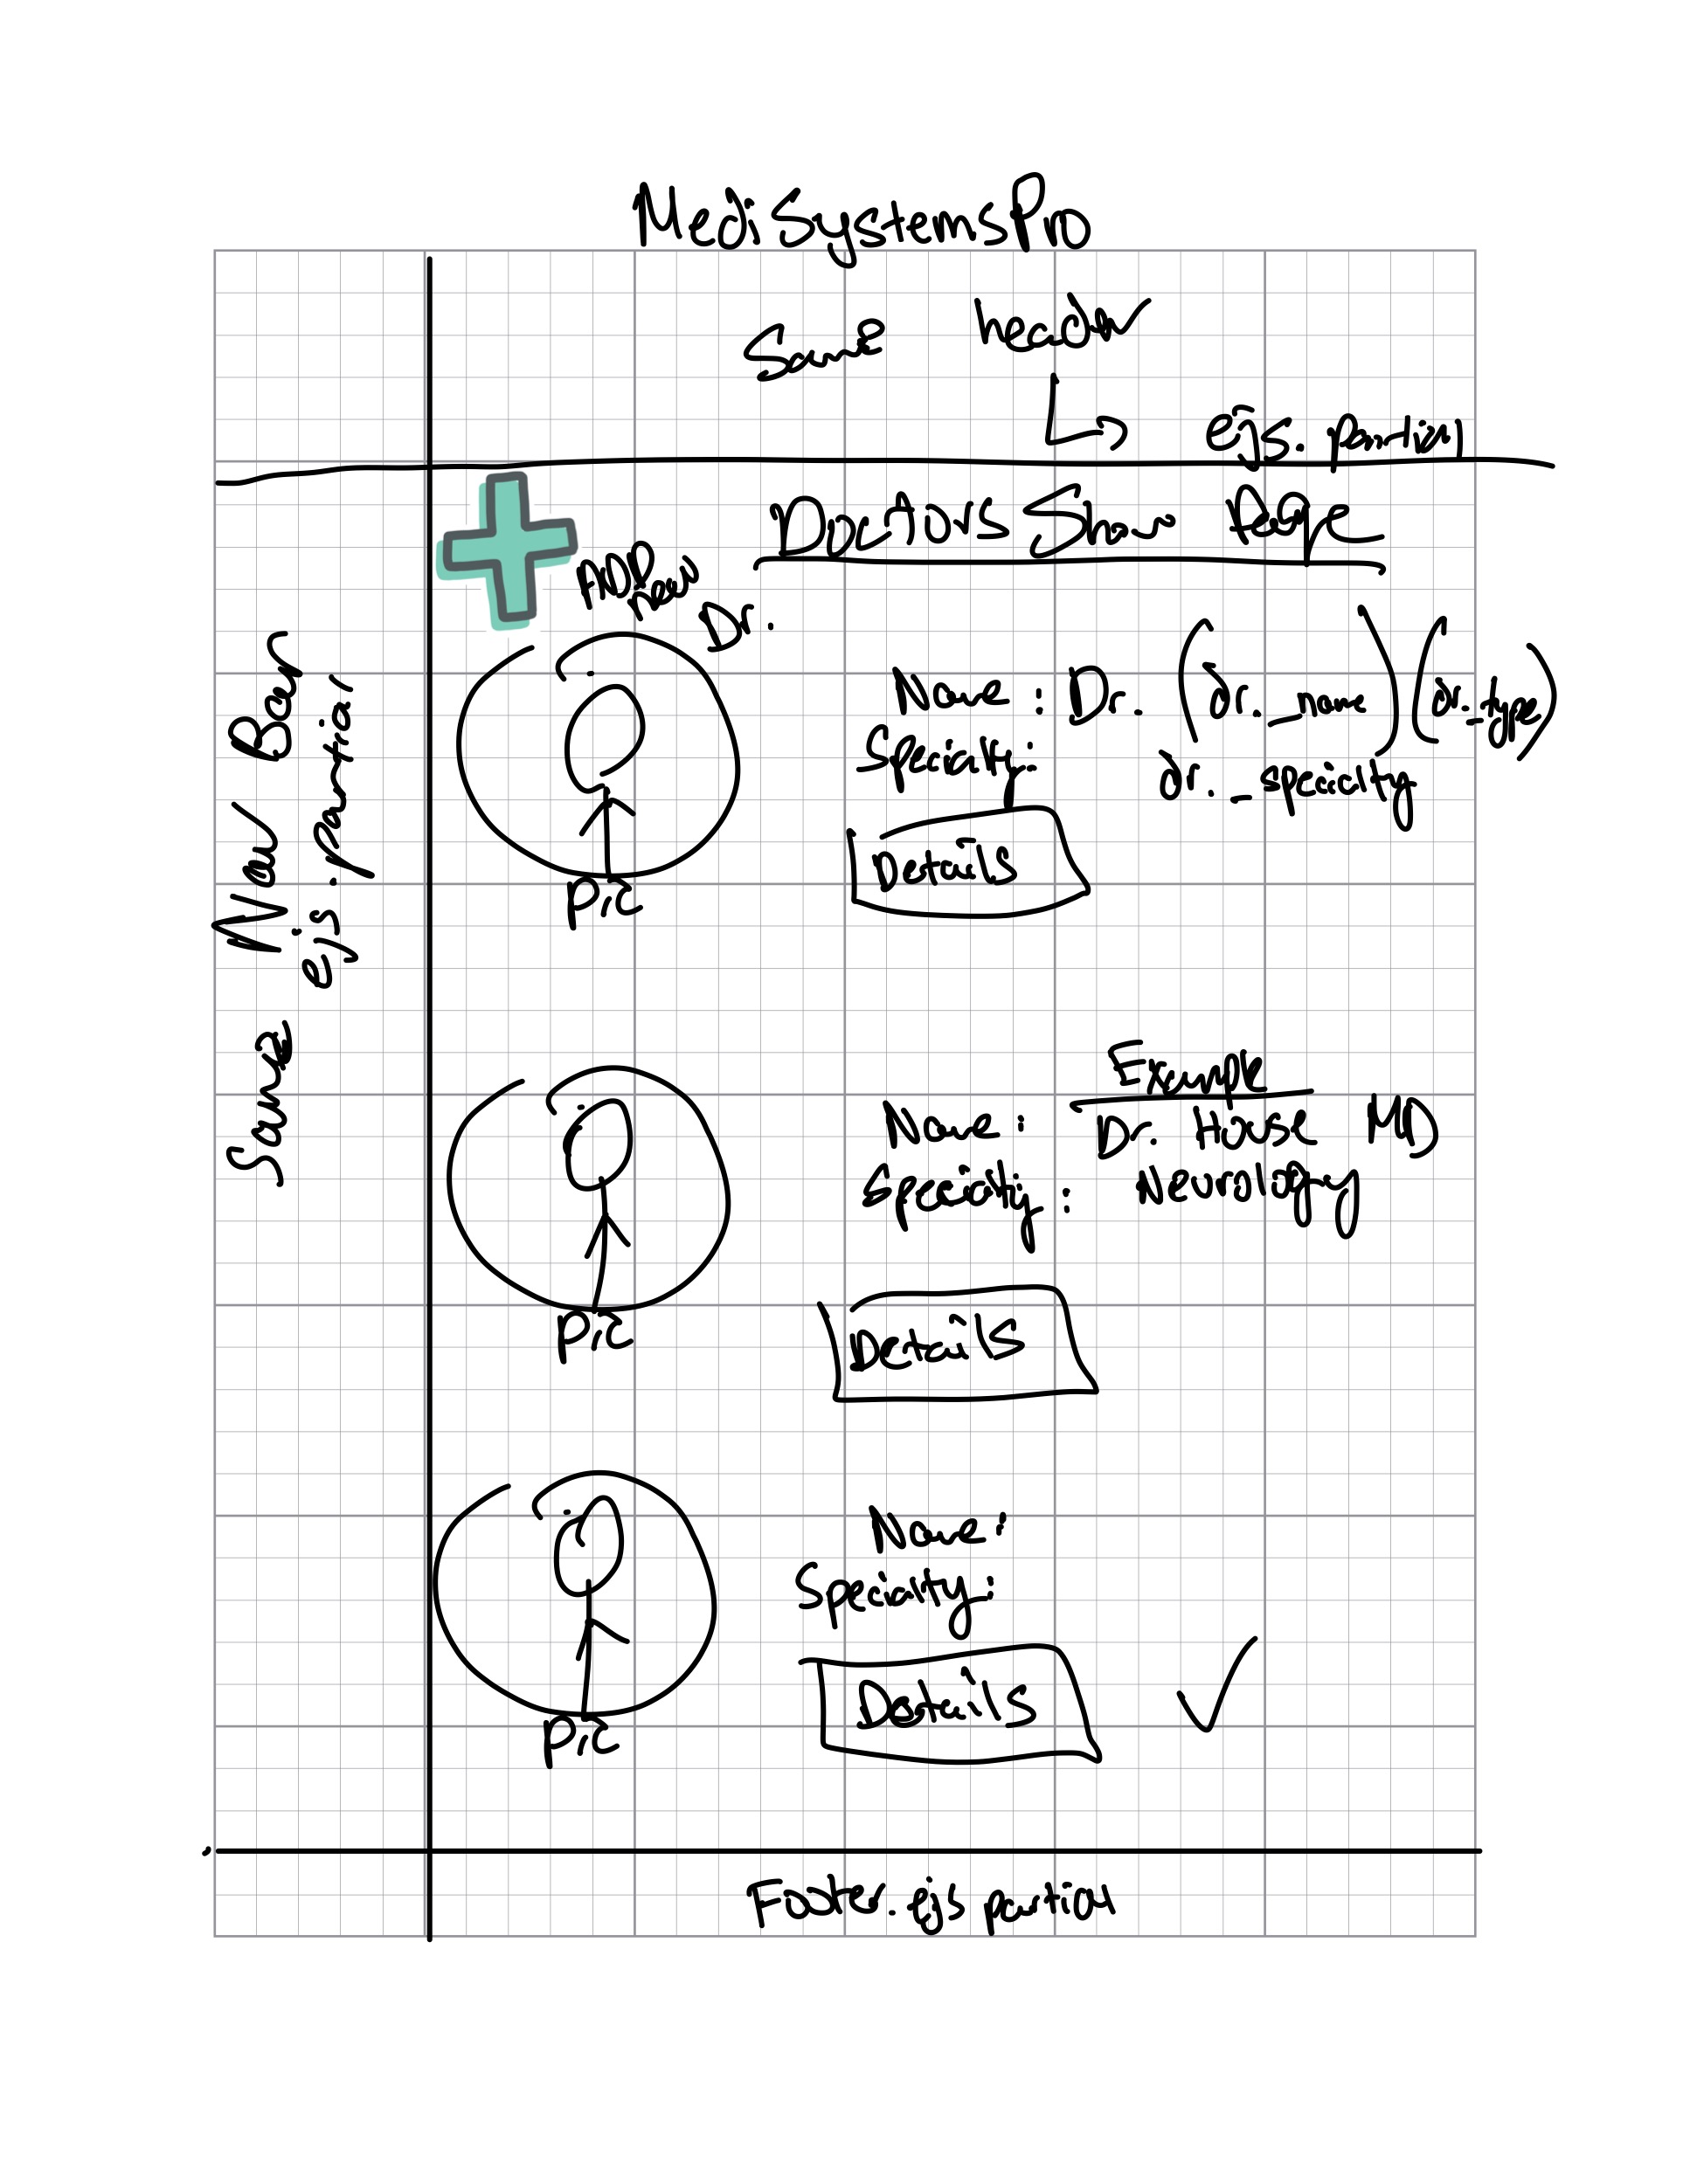 MediSystemsPro
Same header
ejs. partial
Doctors Show Page
ADD
New
Dr.
Same Nav Bar
ejs. partial
Name : Dr. (dr._name) (dr._type)
Specialty: dr._specialty
Details
Pic
Example
Name : Dr. House MD
Specialty : Neurology
Details
Pic
Name :
Specialty:
Details
Pic
Footer.ejs partial